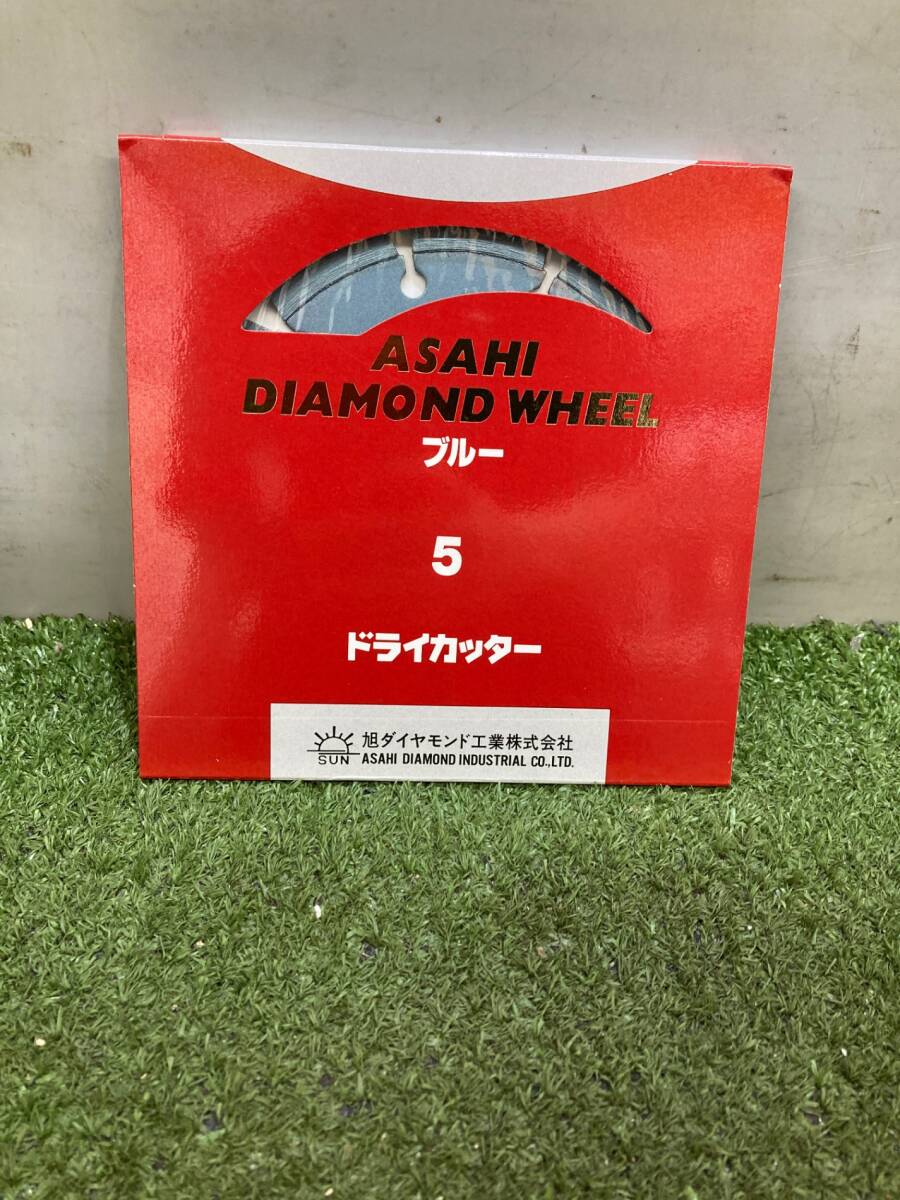 ASAHI
DIAMOND WHEEL
ブルー
5
ドライカッター
旭ダイヤモンド工業株式会社
SUN ASAHI DIAMOND INDUSTRIAL CO.,LTD.